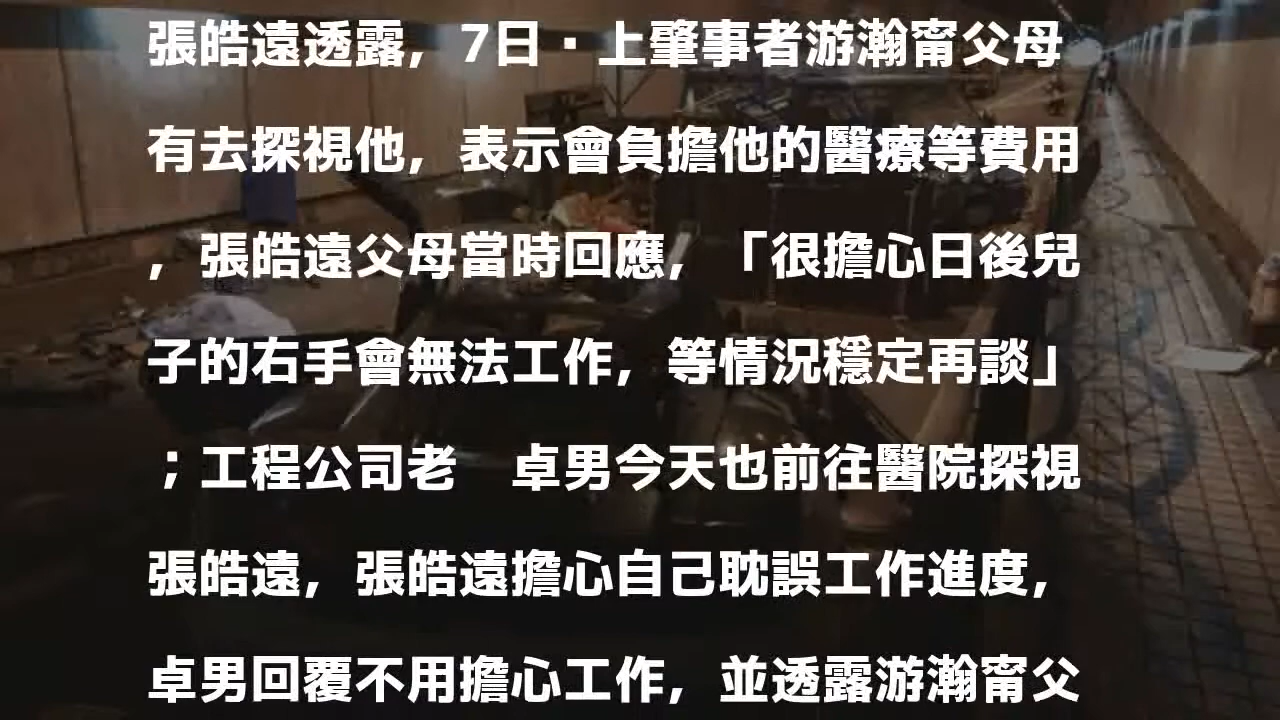 張皓遠透露，7日·上肇事者游瀚甯父母
有去探視他，表示會負擔他的醫療等費用
，張皓遠父母當時回應，「很擔心日後兒
子的右手會無法工作，等情況穩定再談」
；工程公司老　卓男今天也前往醫院探視
張皓遠，張皓遠擔心自己耽誤工作進度，
卓男回覆不用擔心工作，並透露游瀚甯父